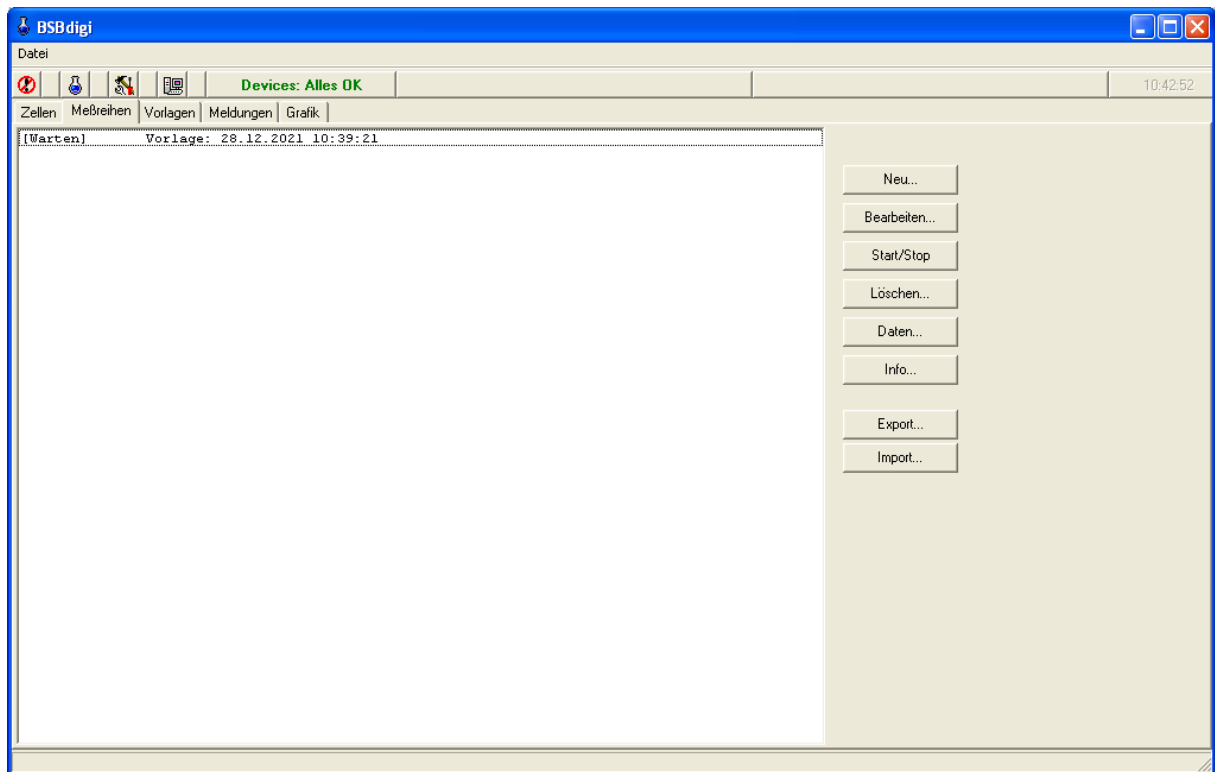 BSBdigi
Datei
Devices: Alles OK
10:42:52
Zellen Meßreihen Vorlagen Meldungen Grafik
[Warten] Vorlage: 28.12.2021 10:39:21
Neu...
Bearbeiten...
Start/Stop
Löschen...
Daten...
Info...
Export...
Import...